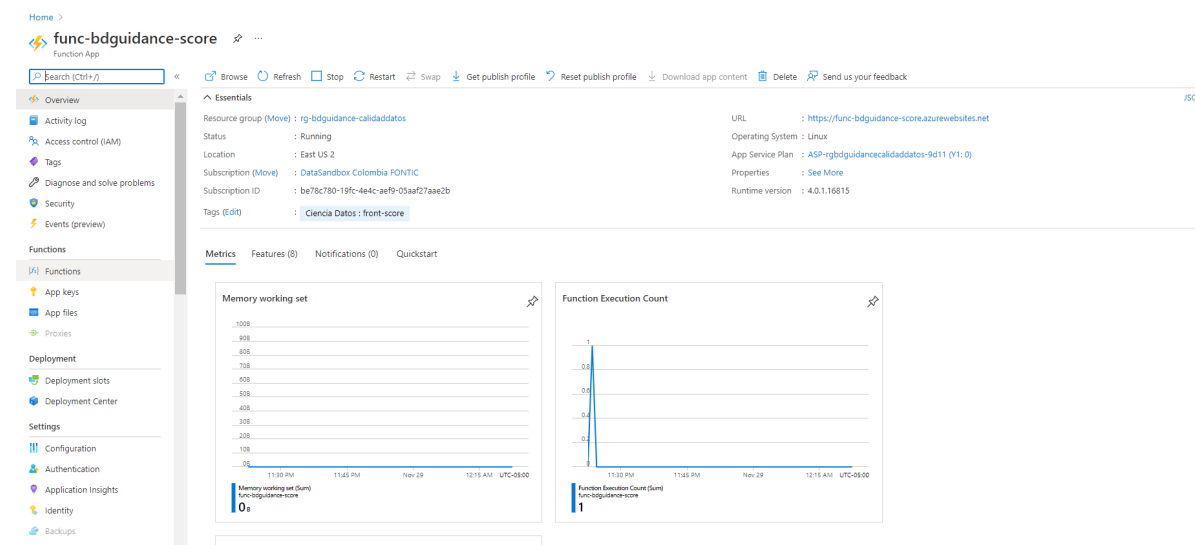 Home >
func-bdguidance-score ...
Function App
Search (Ctrl+/) «
Browse Refresh Stop Restart Swap Get publish profile Reset publish profile Download app content Delete Send us your feedback
Overview
Activity log
Access control (IAM)
Tags
Diagnose and solve problems
Security
Events (preview)
Functions
Functions
App keys
App files
Proxies
Deployment
Deployment slots
Deployment Center
Settings
Configuration
Authentication
Application Insights
Identity
Backups
Essentials
Resource group (Move) : rg-bdguidance-calidaddatos
Status : Running
Location : East US 2
Subscription (Move) : DataSandbox Colombia FONTIC
Subscription ID : be78c780-19fc-4e4c-aef9-05aaf27aae2b
Tags (Edit) : Ciencia Datos : front-score
URL : https://func-bdguidance-score.azurewebsites.net
Operating System : Linux
App Service Plan : ASP-rgbdguidancecalidaddatos-9d11 (Y1: 0)
Properties : See More
Runtime version : 4.0.1.16815
Metrics Features (8) Notifications (0) Quickstart
Memory working set
100B
90B
80B
70B
60B
50B
40B
30B
20B
10B
0B
11:30 PM 11:45 PM Nov 29 12:15 AM UTC-05:00
Memory working set (Sum)
func-bdguidance-score
0 B
Function Execution Count
1
0.8
0.6
0.4
0.2
0
11:30 PM 11:45 PM Nov 29 12:15 AM UTC-05:00
Function Execution Count (Sum)
func-bdguidance-score
1